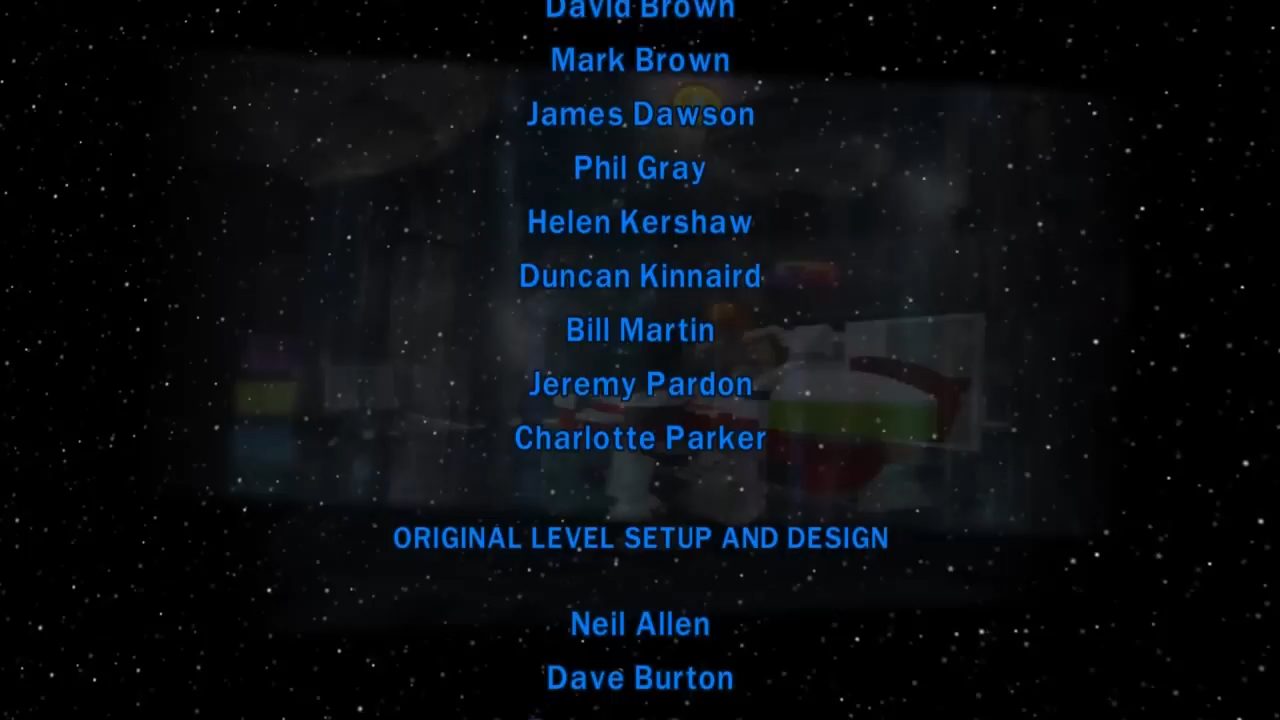 David Brown
Mark Brown
James Dawson
Phil Gray
Helen Kershaw
Duncan Kinnaird
Bill Martin
Jeremy Pardon
Charlotte Parker
ORIGINAL LEVEL SETUP AND DESIGN
Neil Allen
Dave Burton